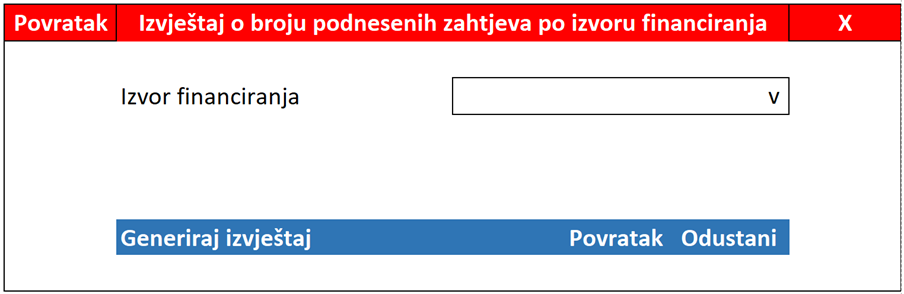 Povratak Izvještaj o broju podnesenih zahtjeva po izvoru financiranja X
Izvor financiranja v
Generiraj izvještaj Povratak Odustani